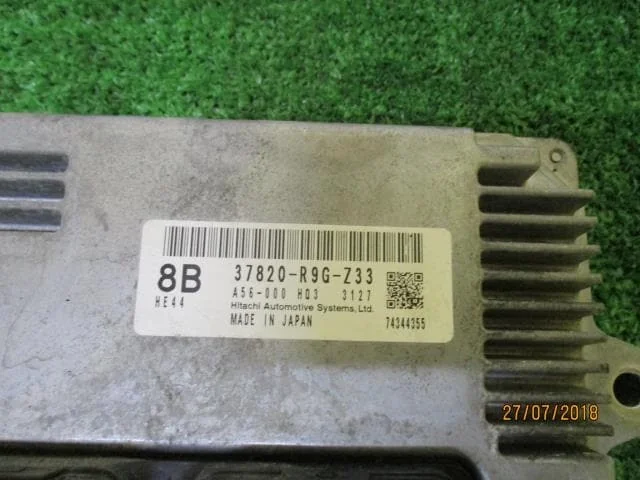 8B 37820-R9G-Z33
HE44 A56-000 HQ3 3127
Hitachi Automotive Systems,Ltd.
MADE IN JAPAN 74344355
27/07/2018